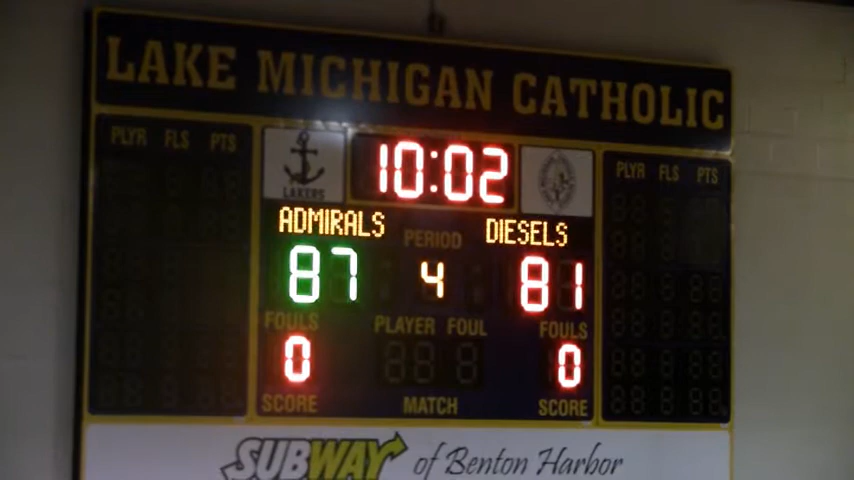 LAKE MICHIGAN CATHOLIC
PLYR FLS PTS
LAKERS
10:02
PLYR FLS PTS
ADMIRALS
PERIOD
DIESELS
87
4
81
FOULS
PLAYER FOUL
FOULS
0
0
SCORE
MATCH
SCORE
SUBWAY of Benton Harbor